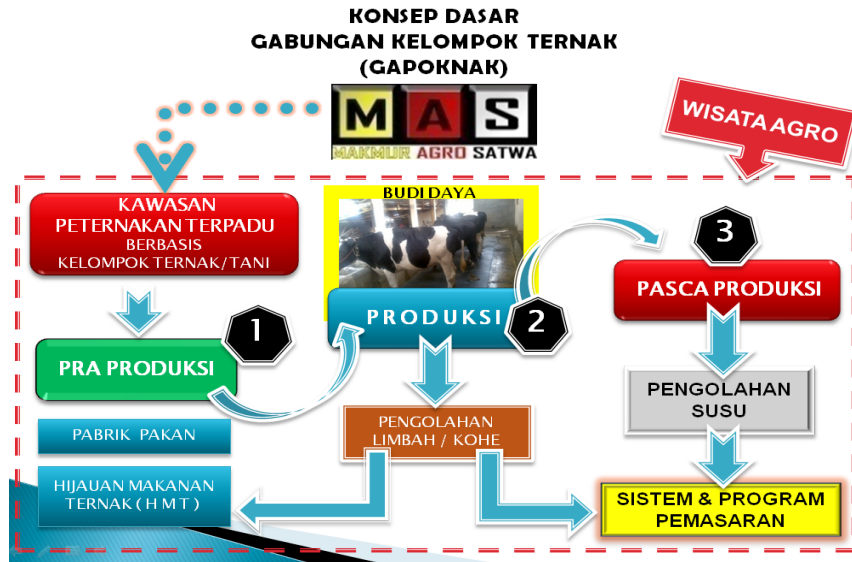 KONSEP DASAR
GABUNGAN KELOMPOK TERNAK
(GAPOKNAK)
M A S
MAKMUR AGRO SATWA
WISATA AGRO
KAWASAN
PETERNAKAN TERPADU
BERBASIS
KELOMPOK TERNAK/TANI
1
PRA PRODUKSI
PABRIK PAKAN
HIJAUAN MAKANAN
TERNAK ( H M T )
BUDI DAYA
PRODUKSI
2
PENGOLAHAN
LIMBAH / KOHE
3
PASCA PRODUKSI
PENGOLAHAN
SUSU
SISTEM & PROGRAM
PEMASARAN